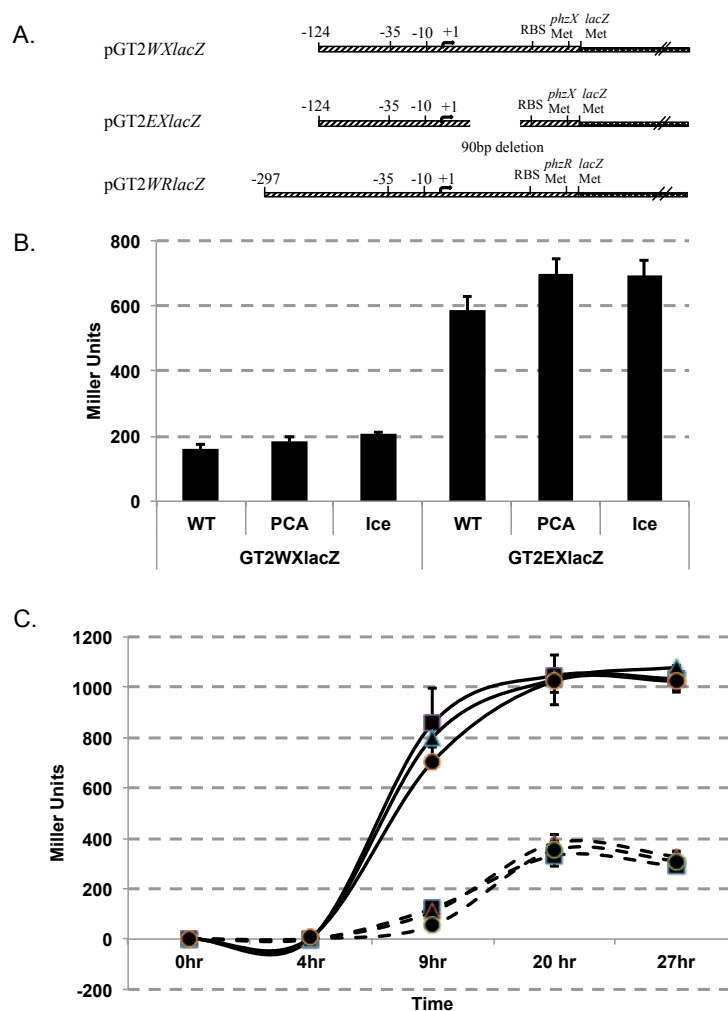 A.
phzX lacZ
-124 -35 -10 +1 RBS Met Met
pGT2WXlacZ
phzX lacZ
-124 -35 -10 +1 RBS Met Met
pGT2EXlacZ
90bp deletion
phzR lacZ
-297 -35 -10 +1 RBS Met Met
pGT2WRlacZ
B.
800
600
400
200
0
Miller Units
WT PCA Ice WT PCA Ice
GT2WXlacZ GT2EXlacZ
C.
1200
1000
800
600
400
200
0
-200
Miller Units
0hr 4hr 9hr 20 hr 27hr
Time